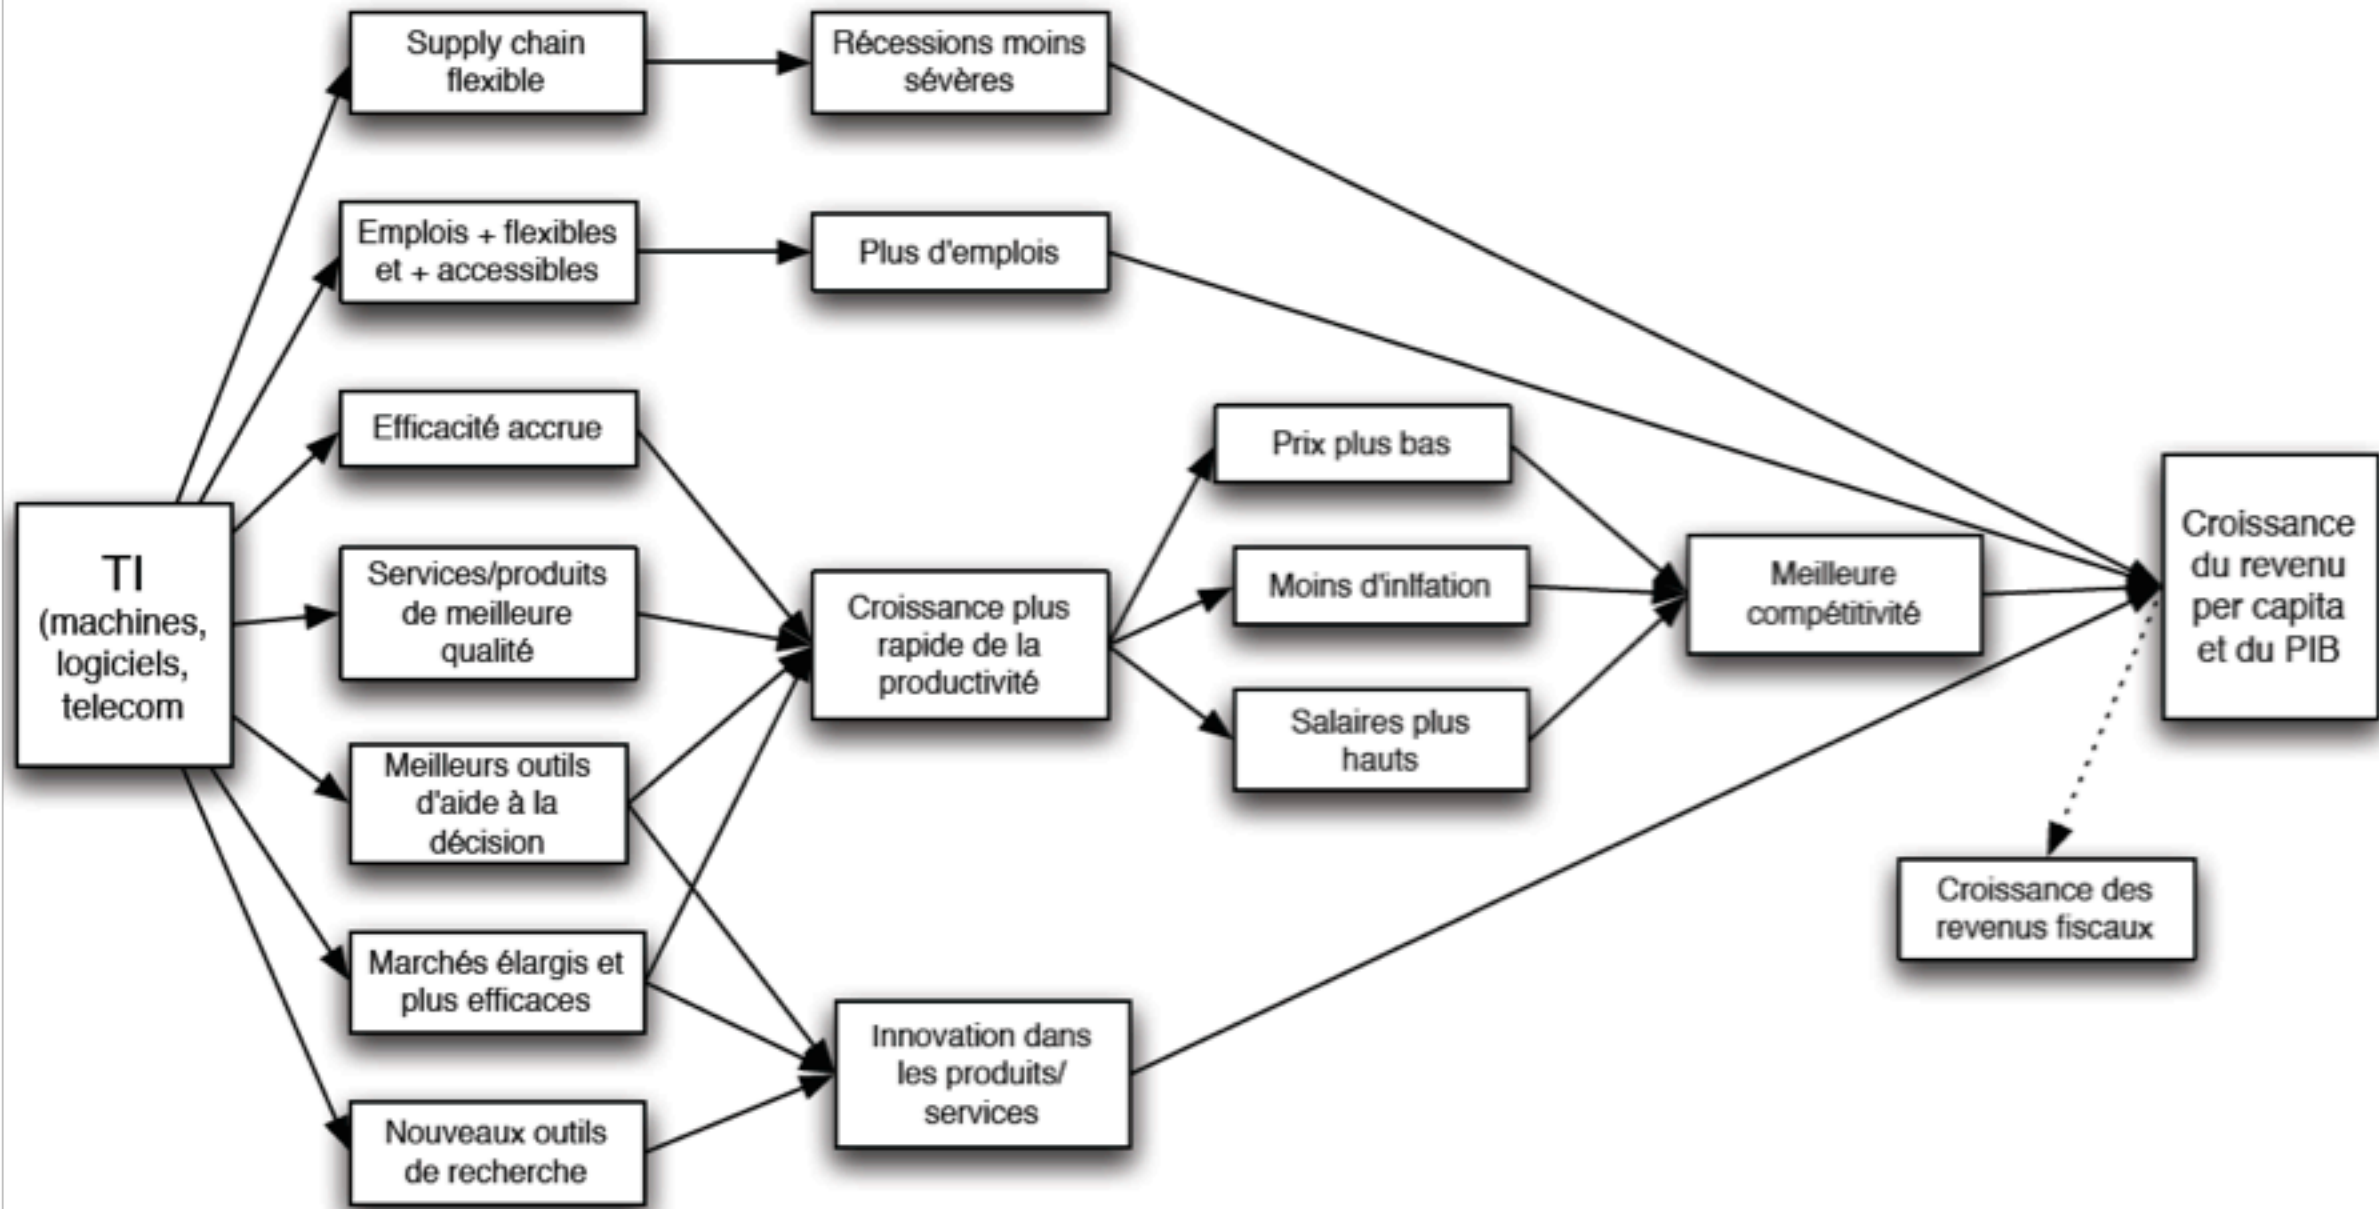 Supply chain
flexible
Récessions moins
sévères
Emplois + flexibles
et + accessibles
Plus d'emplois
Efficacité accrue
Prix plus bas
TI
(machines,
logiciels,
telecom
Services/produits
de meilleure
qualité
Croissance plus
rapide de la
productivité
Moins d'inlfation
Meilleure
compétitivité
Croissance
du revenu
per capita
et du PIB
Salaires plus
hauts
Meilleurs outils
d'aide à la
décision
Croissance des
revenus fiscaux
Marchés élargis et
plus efficaces
Innovation dans
les produits/
services
Nouveaux outils
de recherche